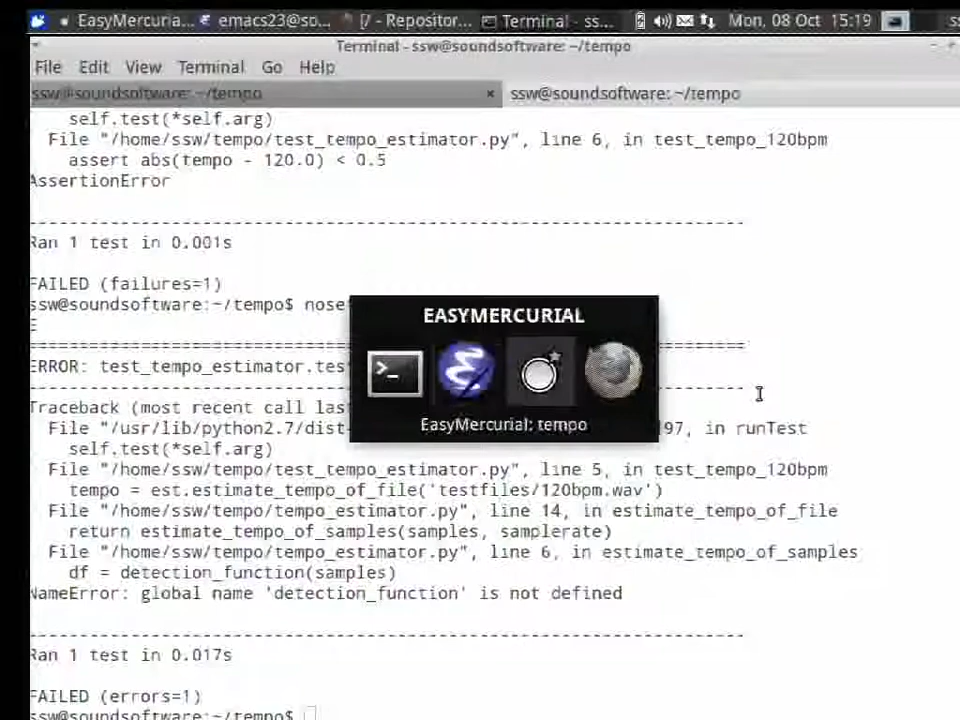 EasyMercuria... emacs23@so... [/ - Repositor... Terminal - ss... Mon, 08 Oct 15:19
Terminal - ssw@soundsoftware: ~/tempo
File Edit View Terminal Go Help
ssw@soundsoftware: ~/tempo × ssw@soundsoftware: ~/tempo
self.test(*self.arg)
File "/home/ssw/tempo/test_tempo_estimator.py", line 6, in test_tempo_120bpm
assert abs(tempo - 120.0) < 0.5
AssertionError
----------------------------------------------------------------------
Ran 1 test in 0.001s
FAILED (failures=1)
ssw@soundsoftware:~/tempo$ nose
E
======================================================================
ERROR: test_tempo_estimator.tes
----------------------------------------------------------------------
Traceback (most recent call las
File "/usr/lib/python2.7/dist- 97, in runTest
self.test(*self.arg)
File "/home/ssw/tempo/test_tempo_estimator.py", line 5, in test_tempo_120bpm
tempo = est.estimate_tempo_of_file('testfiles/120bpm.wav')
File "/home/ssw/tempo/tempo_estimator.py", line 14, in estimate_tempo_of_file
return estimate_tempo_of_samples(samples, samplerate)
File "/home/ssw/tempo/tempo_estimator.py", line 6, in estimate_tempo_of_samples
df = detection_function(samples)
NameError: global name 'detection_function' is not defined
----------------------------------------------------------------------
Ran 1 test in 0.017s
FAILED (errors=1)
ssw@soundsoftware:~/tempo$
EASYMERCURIAL
>_
EasyMercurial: tempo